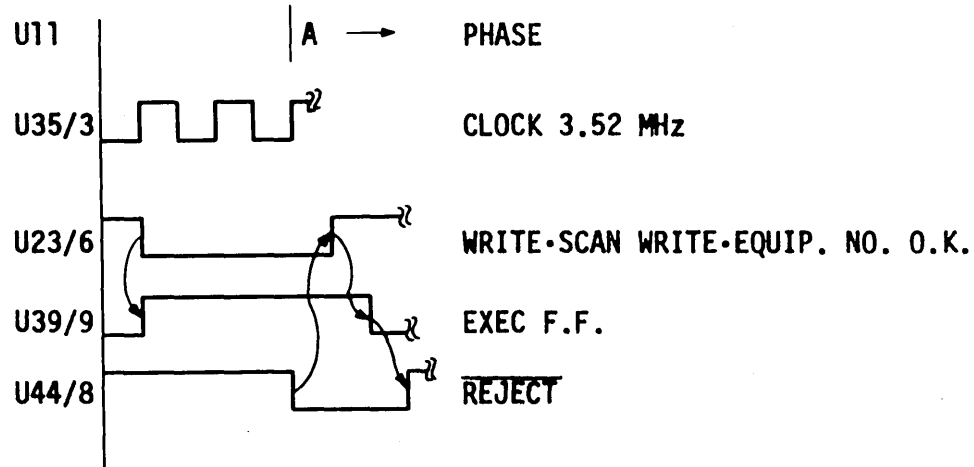 U11 A → PHASE
U35/3 CLOCK 3.52 MHz
U23/6 WRITE•SCAN WRITE•EQUIP. NO. O.K.
U39/9 EXEC F.F.
U44/8 REJECT